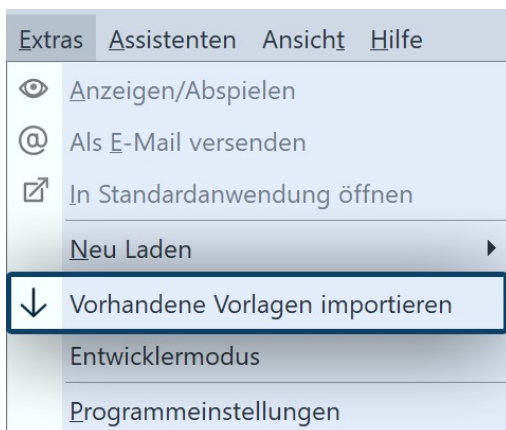 Extras Assistenten Ansicht Hilfe
Anzeigen/Abspielen
Als E-Mail versenden
In Standardanwendung öffnen
Neu Laden
Vorhandene Vorlagen importieren
Entwicklermodus
Programmeinstellungen